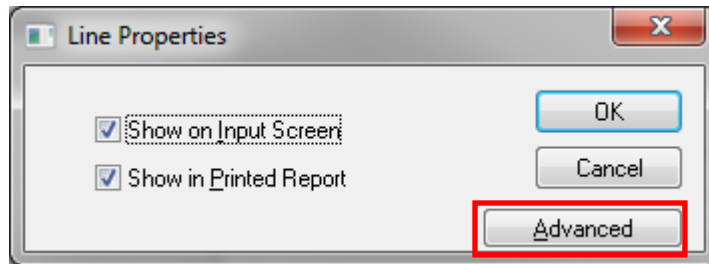 Line Properties
Show on Input Screen
Show in Printed Report
OK
Cancel
Advanced